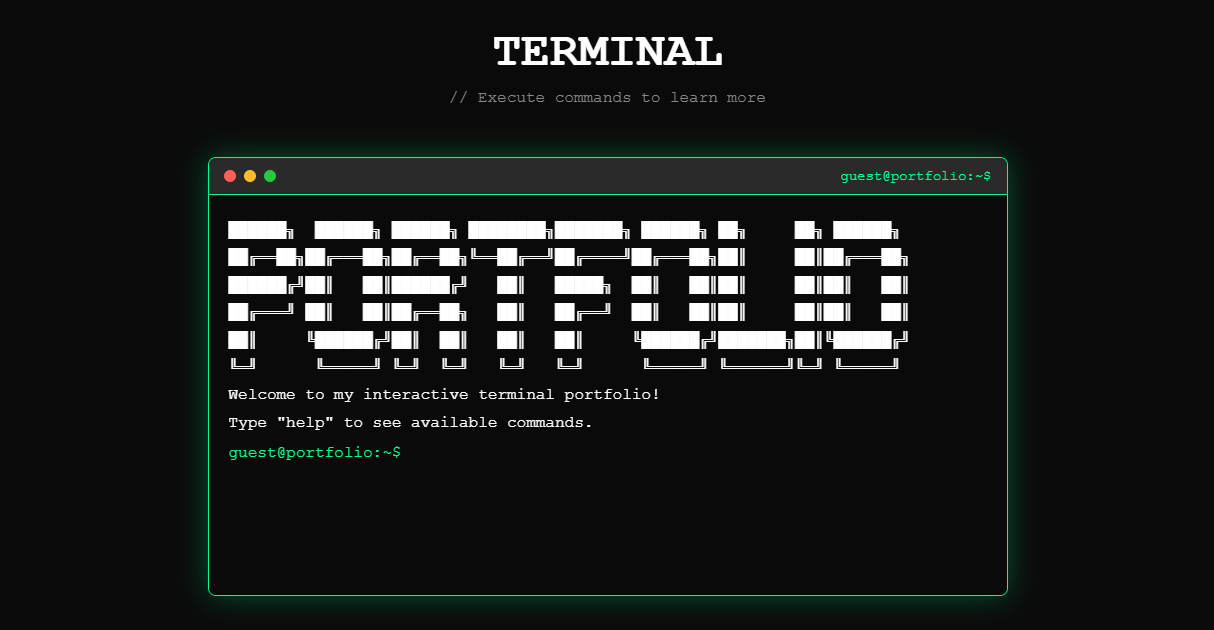 TERMINAL
// Execute commands to learn more
guest@portfolio:~$
PORTFOLIO
Welcome to my interactive terminal portfolio!
Type "help" to see available commands.
guest@portfolio:~$